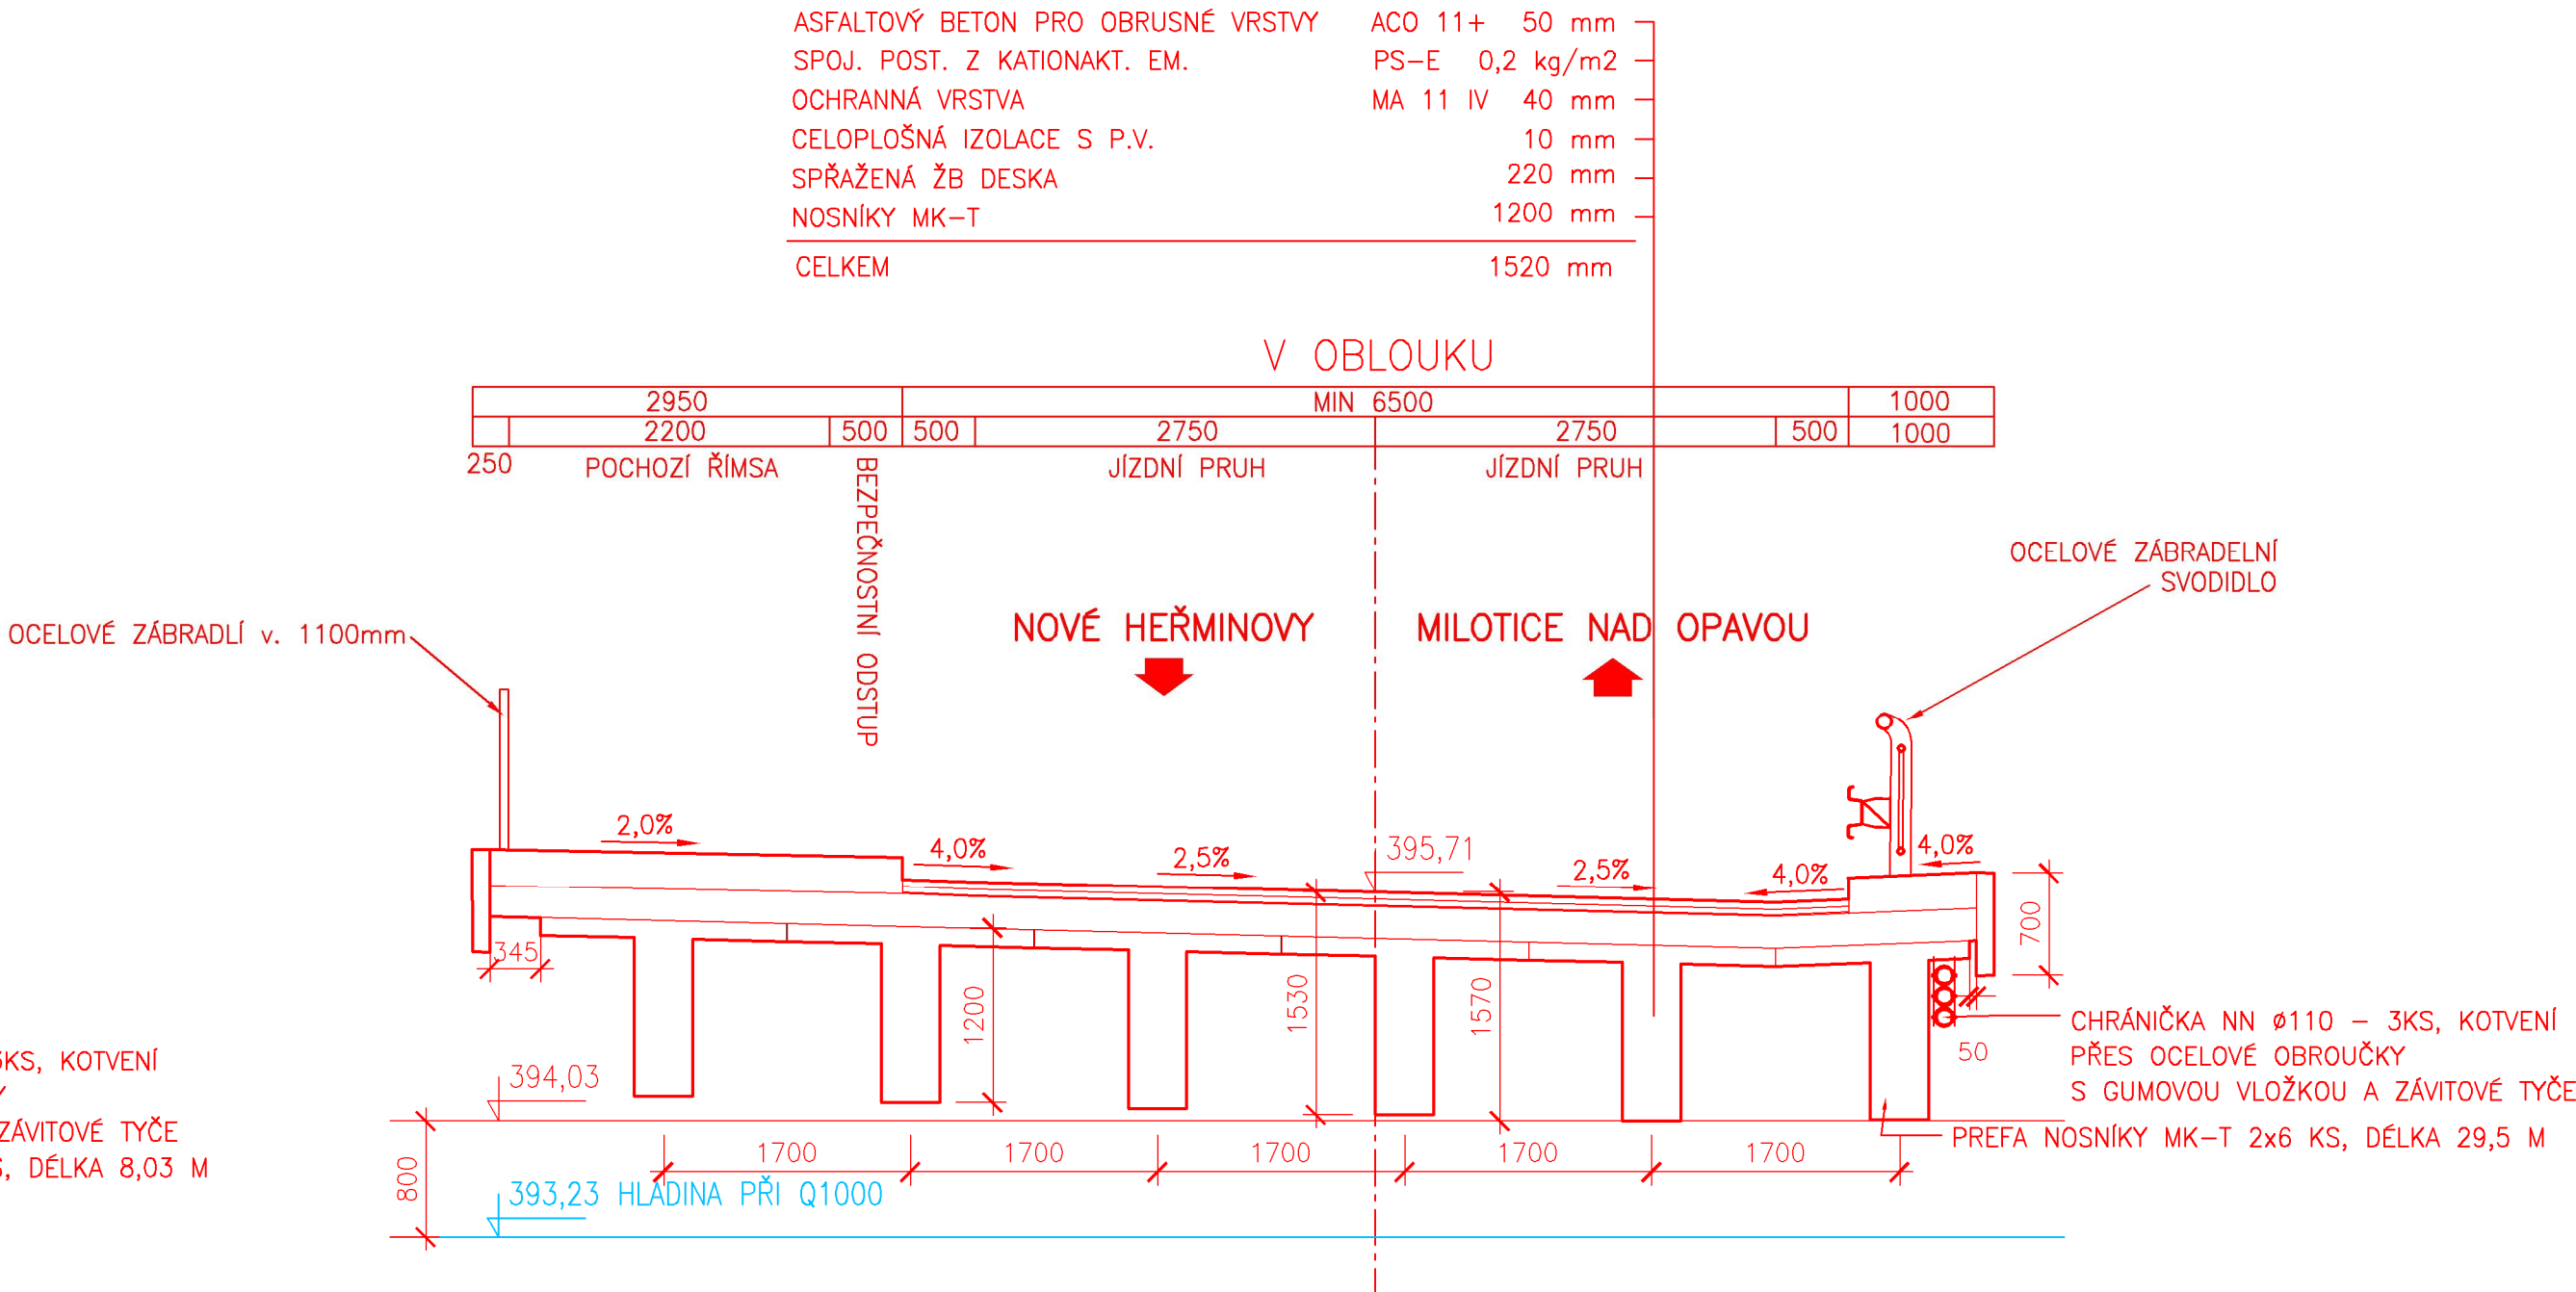 ASFALTOVÝ BETON PRO OBRUSNÉ VRSTVY ACO 11+ 50 mm
SPOJ. POST. Z KATIONAKT. EM. PS-E 0,2 kg/m2
OCHRANNÁ VRSTVA MA 11 IV 40 mm
CELOPLOŠNÁ IZOLACE S P.V. 10 mm
SPŘAŽENÁ ŽB DESKA 220 mm
NOSNÍKY MK-T 1200 mm
CELKEM 1520 mm
V OBLOUKU
2950 MIN 6500 1000
2200 500 500 2750 2750 500 1000
250 POCHOZÍ ŘÍMSA JÍZDNÍ PRUH JÍZDNÍ PRUH
BEZPEČNOSTNÍ ODSTUP
OCELOVÉ ZÁBRADELNÍ
SVODIDLO
NOVÉ HEŘMINOVY MILOTICE NAD OPAVOU
OCELOVÉ ZÁBRADLÍ v. 1100mm
2,0% 4,0% 2,5% 395,71 2,5% 4,0% 4,0%
345 1200 1530 1570 700
50
CHRÁNIČKA NN ø110 - 3KS, KOTVENÍ
PŘES OCELOVÉ OBROUČKY
S GUMOVOU VLOŽKOU A ZÁVITOVÉ TYČE
PREFA NOSNÍKY MK-T 2x6 KS, DÉLKA 29,5 M
KS, KOTVENÍ
Y
ZÁVITOVÉ TYČE
S, DÉLKA 8,03 M
394,03
1700 1700 1700 1700 1700
800
393,23 HLADINA PŘI Q1000